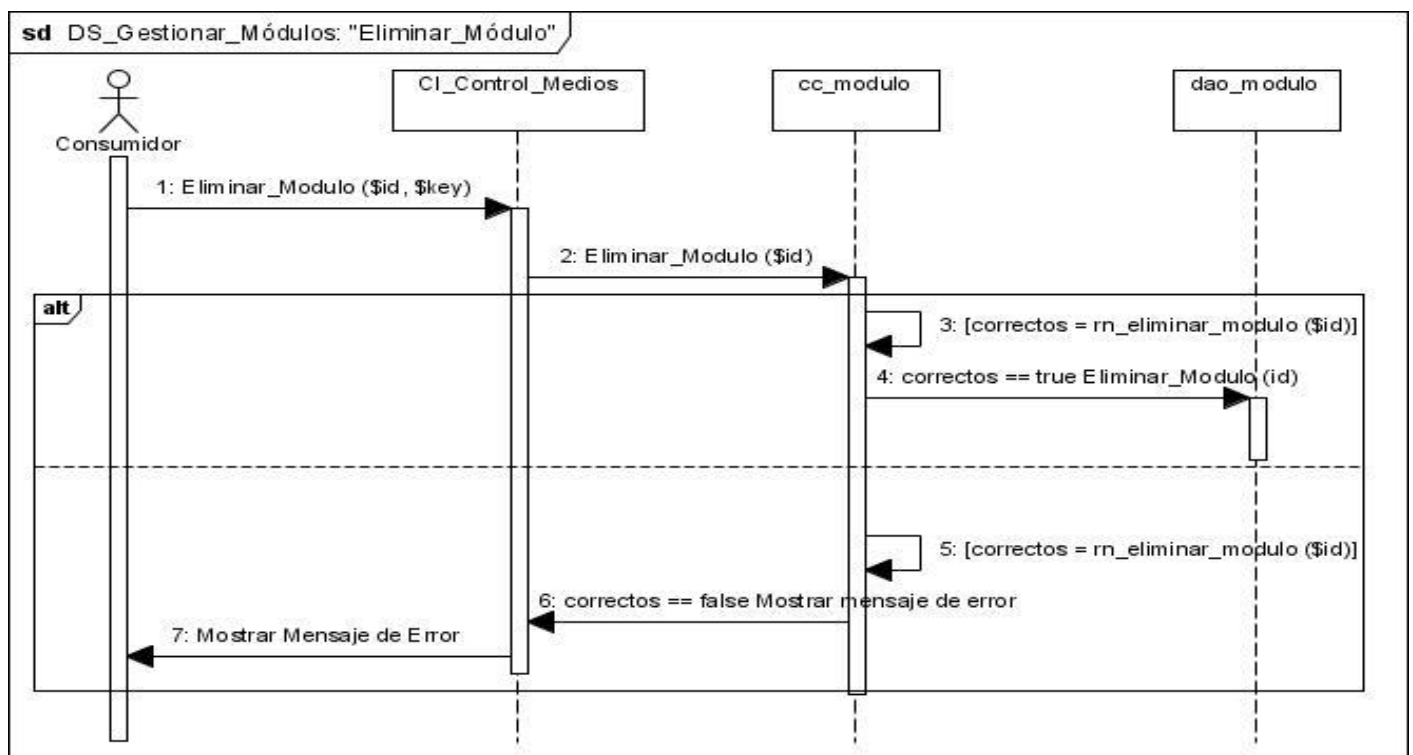 sd DS_Gestionar_Módulos: "Eliminar_Módulo"
Consumidor
CI_Control_Medios
cc_modulo
dao_modulo
1: Eliminar_Modulo ($id, $key)
2: Eliminar_Modulo ($id)
alt
3: [correctos = rn_eliminar_modulo ($id)]
4: correctos == true Eliminar_Modulo (id)
5: [correctos = rn_eliminar_modulo ($id)]
6: correctos == false Mostrar mensaje de error
7: Mostrar Mensaje de Error